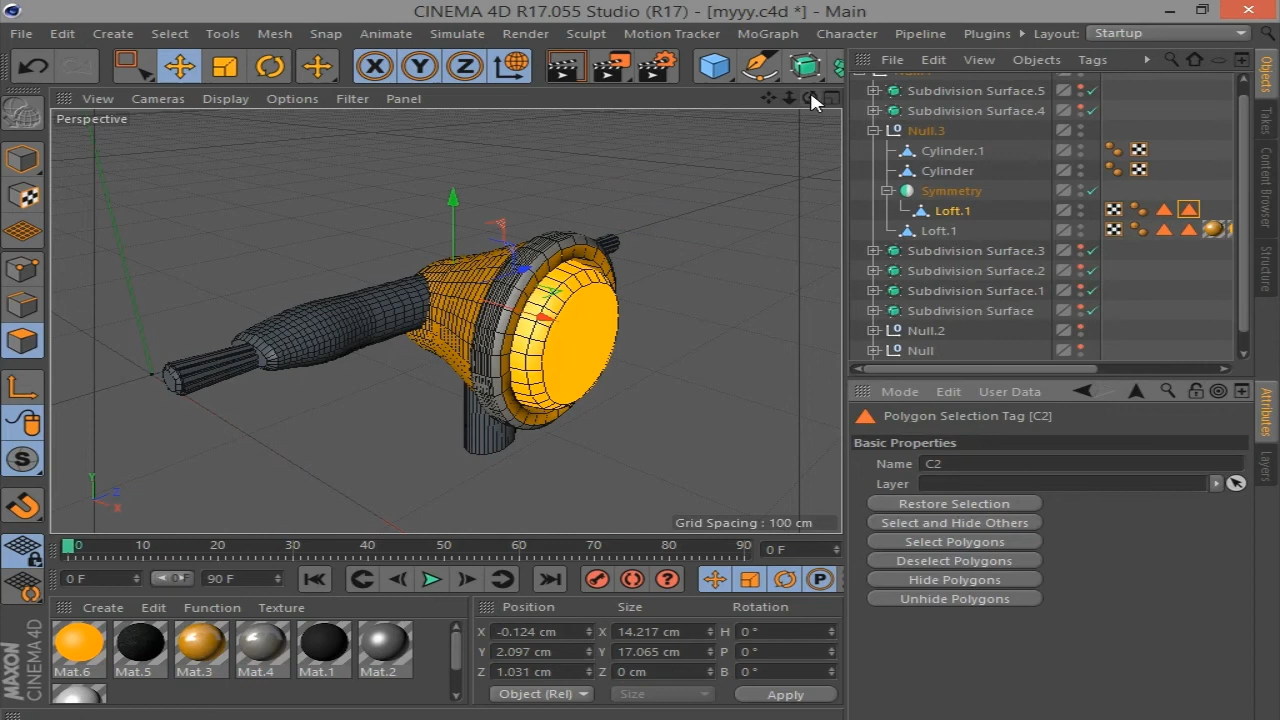 CINEMA 4D R17.055 Studio (R17) - [myyy.c4d *] - Main
File Edit Create Select Tools Mesh Snap Animate Simulate Render Sculpt Motion Tracker MoGraph Character Pipeline Plugins Layout: Startup
X Y Z
File Edit View Objects Tags
View Cameras Display Options Filter Panel
Perspective
Subdivision Surface.5
Subdivision Surface.4
Null.3
Cylinder.1
Cylinder
Symmetry
Loft.1
Loft.1
Subdivision Surface.3
Subdivision Surface.2
Subdivision Surface.1
Subdivision Surface
Null.2
Null
Objects
Takes
Content Browser
Structure
Attributes
Layers
Mode Edit User Data
Polygon Selection Tag [C2]
Basic Properties
Name C2
Layer
Restore Selection
Select and Hide Others
Select Polygons
Deselect Polygons
Hide Polygons
Unhide Polygons
S
Y Z X
Grid Spacing : 100 cm
0 10 20 30 40 50 60 70 80 90 0 F
0 F 0 F 90 F P
Create Edit Function Texture
Mat.6 Mat.5 Mat.3 Mat.4 Mat.1 Mat.2
Position Size Rotation
X -0.124 cm X 14.217 cm H 0 °
Y 2.097 cm Y 17.065 cm P 0 °
Z 1.031 cm Z 0 cm B 0 °
Object (Rel) Size Apply
MAXON CINEMA 4D